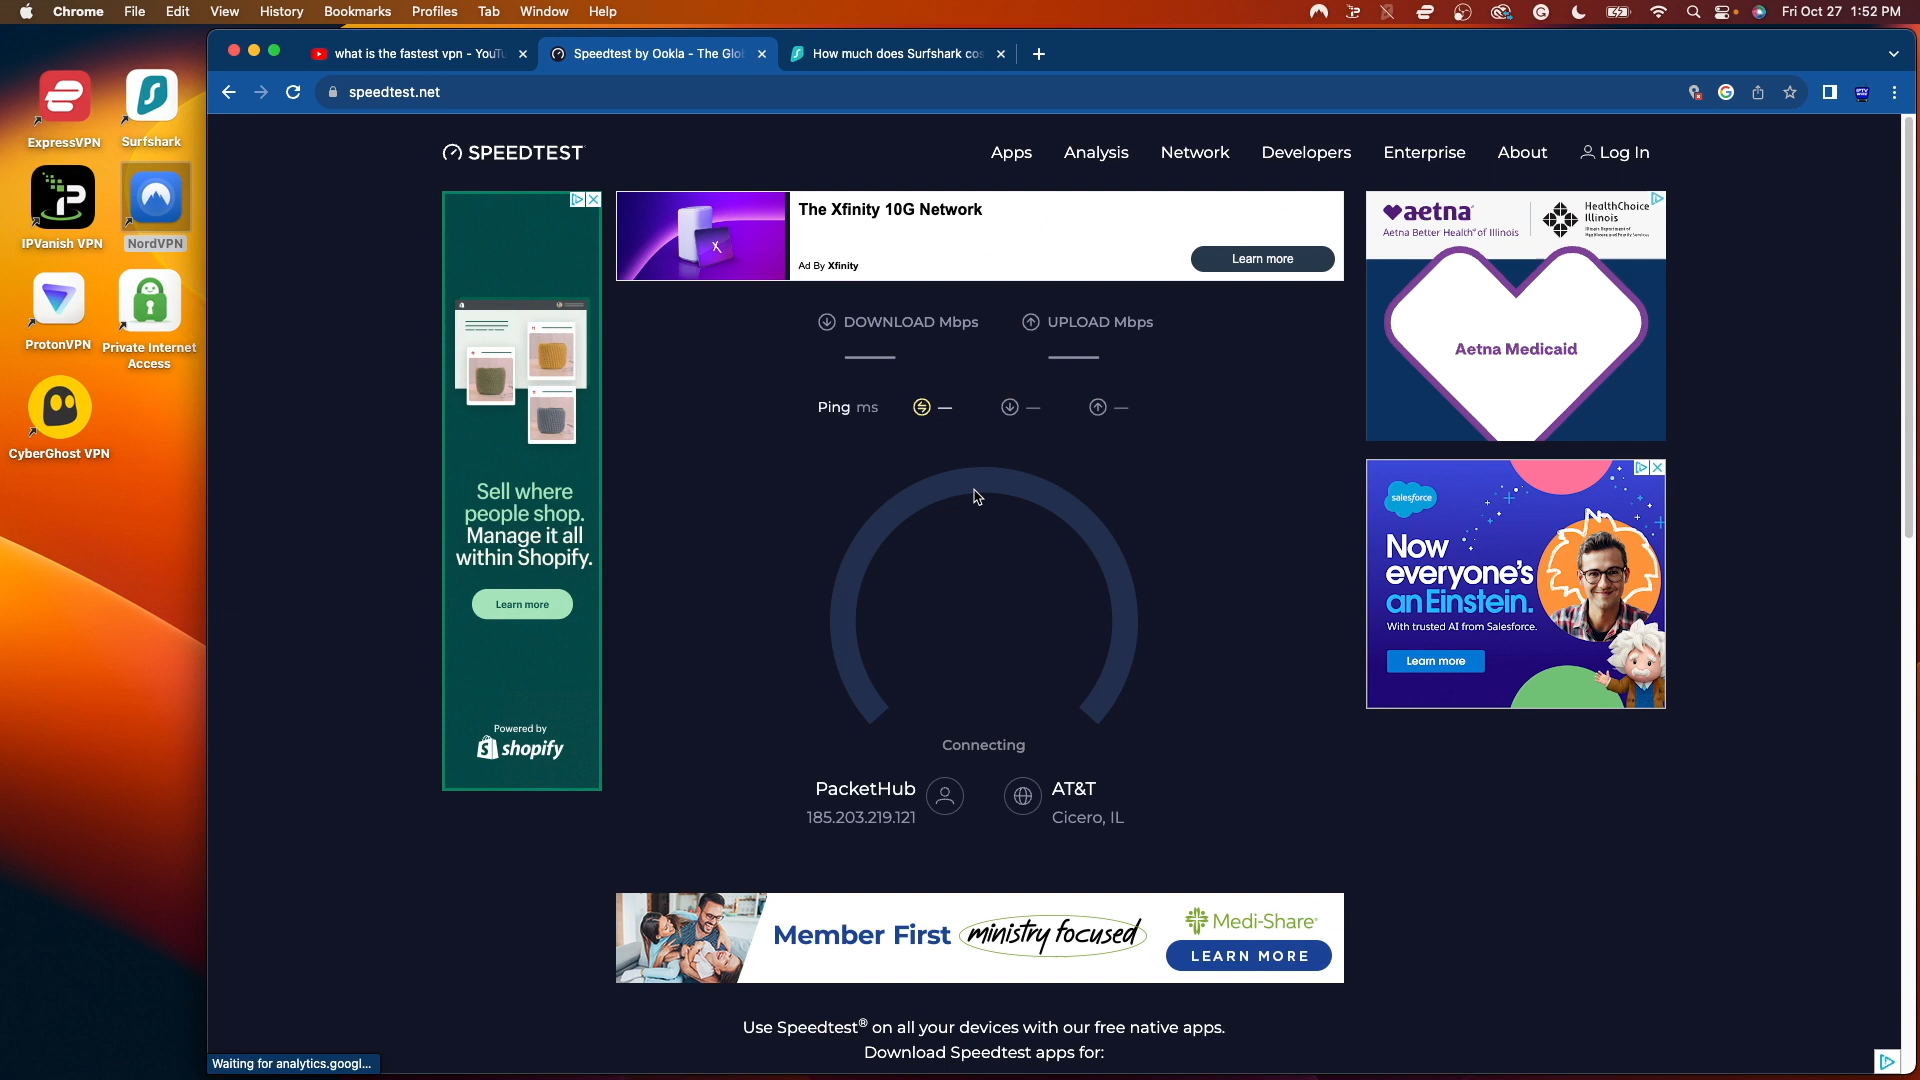 Chrome File Edit View History Bookmarks Profiles Tab Window Help
Fri Oct 27 1:52 PM
what is the fastest vpn - YouTu
Speedtest by Ookla - The Glob
How much does Surfshark cos
speedtest.net
ExpressVPN
Surfshark
IPVanish VPN
NordVPN
ProtonVPN
Private Internet
Access
CyberGhost VPN
SPEEDTEST
Apps Analysis Network Developers Enterprise About Log In
Sell where
people shop.
Manage it all
within Shopify.
Learn more
Powered by
shopify
The Xfinity 10G Network
Ad By Xfinity
Learn more
DOWNLOAD Mbps
UPLOAD Mbps
Ping ms
Connecting
PacketHub
185.203.219.121
AT&T
Cicero, IL
aetna
Aetna Better Health® of Illinois
HealthChoice
Illinois
Aetna Medicaid
salesforce
Now
everyone's
an Einstein.
With trusted AI from Salesforce.
Learn more
Member First ministry focused
Medi-Share®
LEARN MORE
Use Speedtest® on all your devices with our free native apps.
Download Speedtest apps for:
Waiting for analytics.googl...